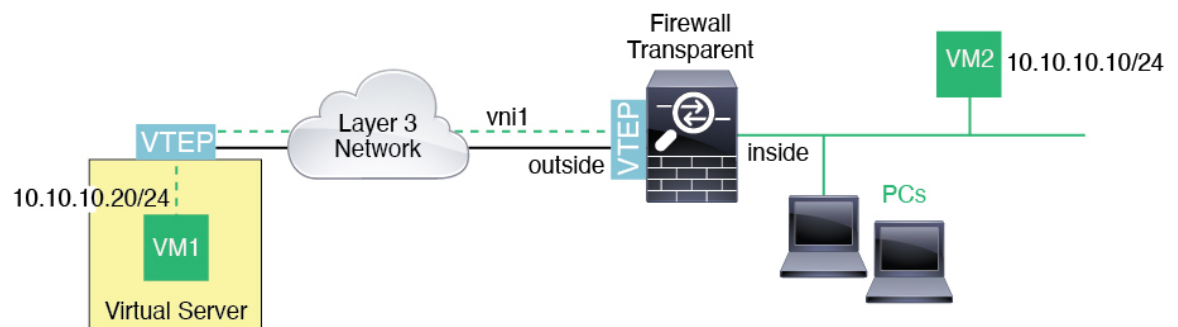 Firewall
Transparent
VM2
10.10.10.10/24
Layer 3
Network
vni1
VTEP
VTEP
outside
inside
10.10.10.20/24
PCs
VM1
Virtual Server